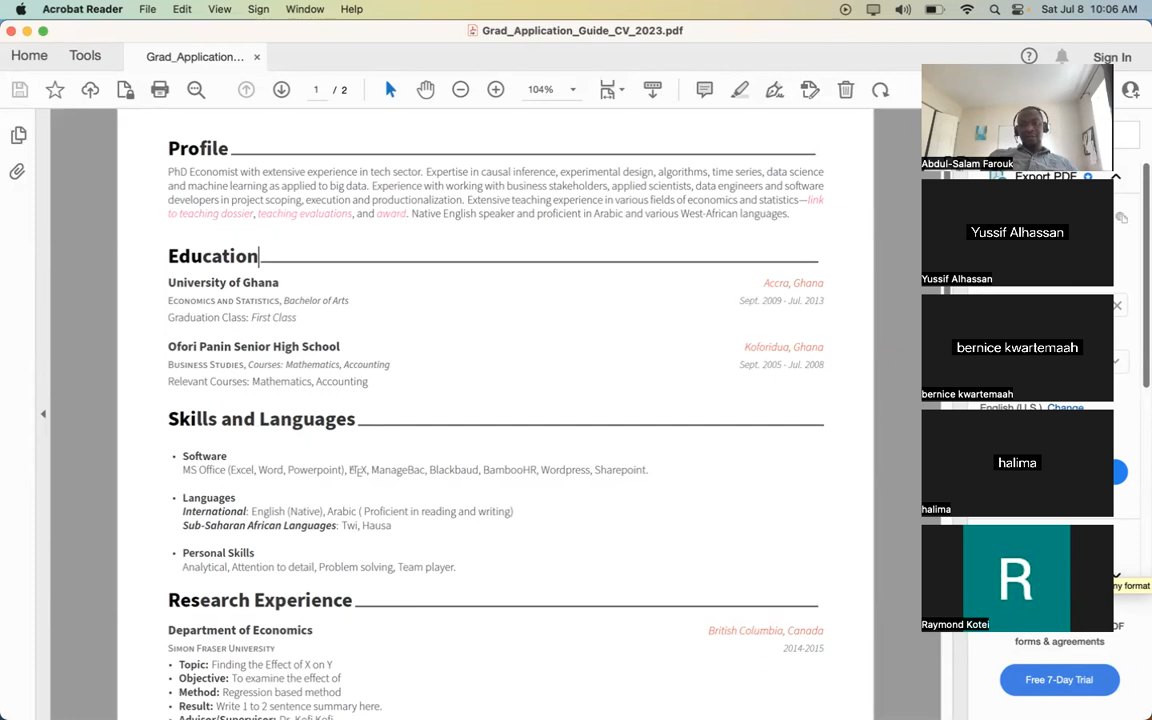 Acrobat Reader File Edit View Sign Window Help Sat Jul 8 10:06 AM
Grad_Application_Guide_CV_2023.pdf
Home Tools Grad_Application... × Sign In
1 / 2 104%
Profile
PhD Economist with extensive experience in tech sector. Expertise in causal inference, experimental design, algorithms, time series, data science
and machine learning as applied to big data. Experience with working with business stakeholders, applied scientists, data engineers and software
developers in project scoping, execution and productionalization. Extensive teaching experience in various fields of economics and statistics—link
to teaching dossier, teaching evaluations, and award. Native English speaker and proficient in Arabic and various West-African languages.
Education
University of Ghana Accra, Ghana
Economics and Statistics, Bachelor of Arts Sept. 2009 - Jul. 2013
Graduation Class: First Class
Ofori Panin Senior High School Koforidua, Ghana
Business Studies, Courses: Mathematics, Accounting Sept. 2005 - Jul. 2008
Relevant Courses: Mathematics, Accounting
Skills and Languages
• Software
MS Office (Excel, Word, Powerpoint), LaTeX, ManageBac, Blackbaud, BambooHR, Wordpress, Sharepoint.
• Languages
International: English (Native), Arabic ( Proficient in reading and writing)
Sub-Saharan African Languages: Twi, Hausa
• Personal Skills
Analytical, Attention to detail, Problem solving, Team player.
Research Experience
Department of Economics British Columbia, Canada
Simon Fraser University 2014-2015
• Topic: Finding the Effect of X on Y
• Objective: To examine the effect of
• Method: Regression based method
• Result: Write 1 to 2 sentence summary here.
• Advisor/Supervisor: Dr. Kofi Kofi
Abdul-Salam Farouk
Export PDF
Yussif Alhassan
Yussif Alhassan
bernice kwartemaah
bernice kwartemaah
English (U.S.) Change
halima
halima
R
Raymond Kotei
ny format
forms & agreements
Free 7-Day Trial